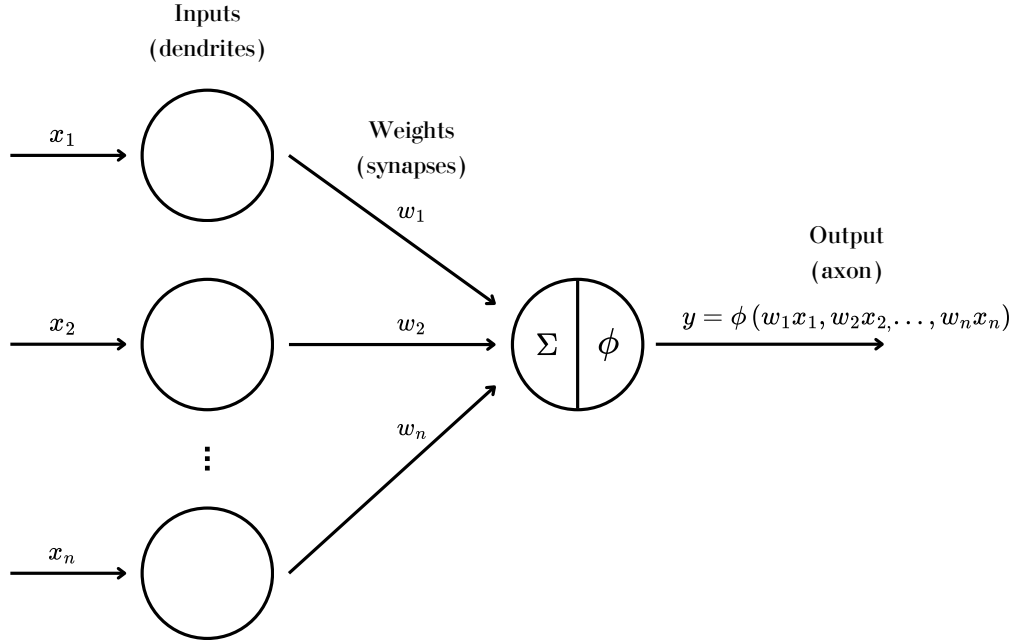 Inputs
(dendrites)
x₁
Weights
(synapses)
w₁
Output
(axon)
x₂
w₂
Σ
ϕ
y = ϕ (w₁x₁, w₂x₂, . . . , wₙxₙ)
wₙ
xₙ